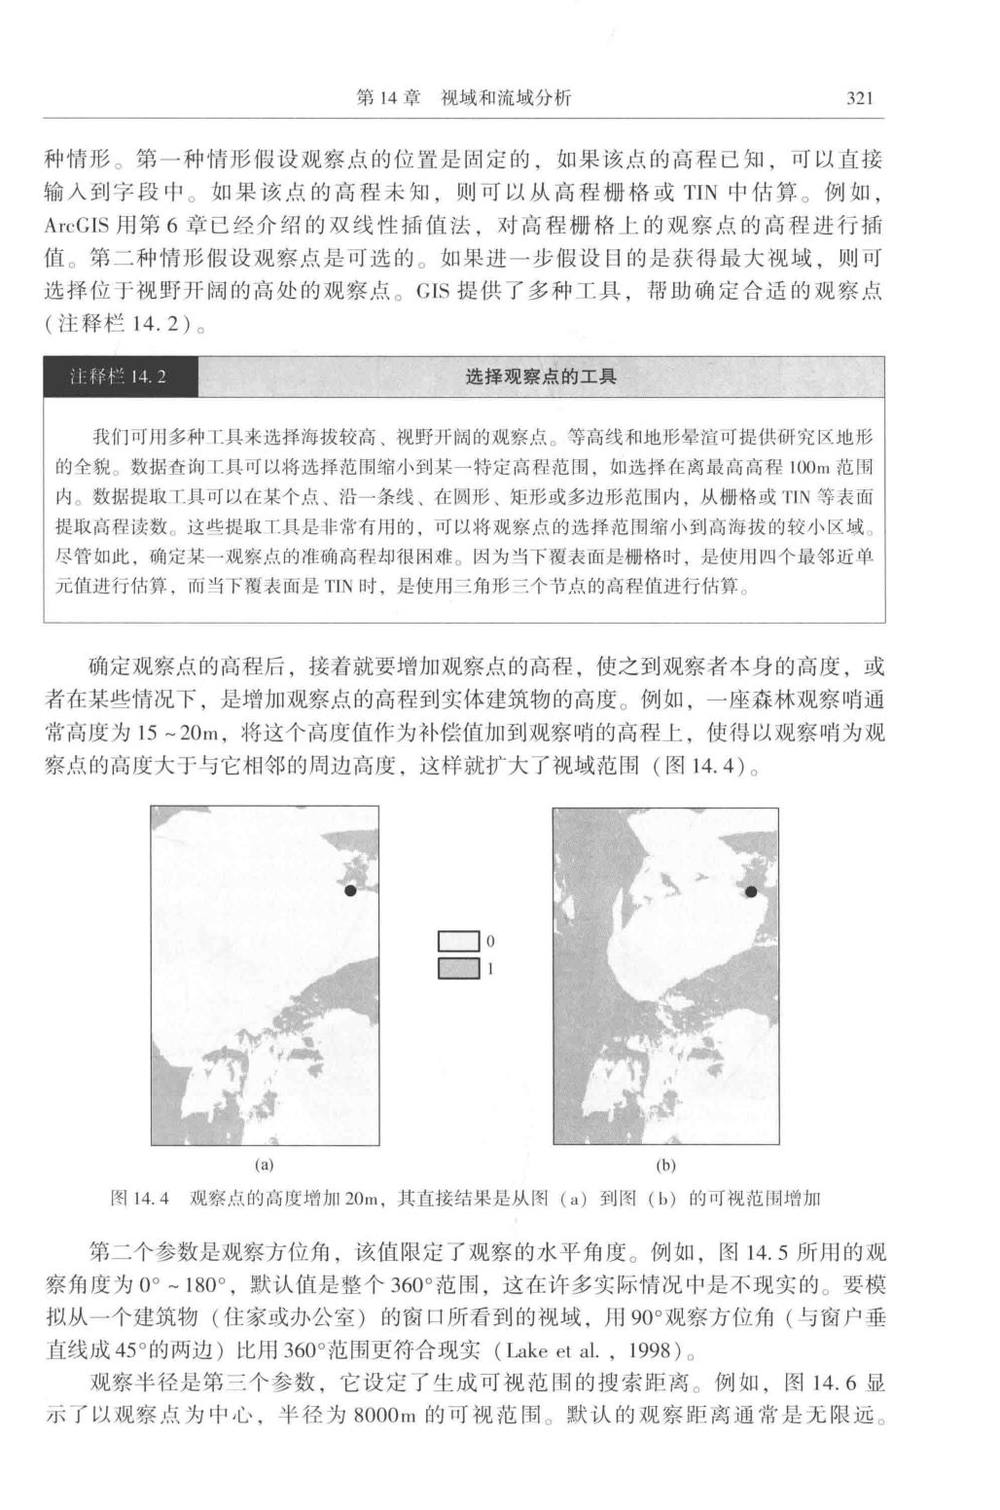 第 14 章　视域和流域分析　321
种情形。第一种情形假设观察点的位置是固定的，如果该点的高程已知，可以直接
输入到字段中。如果该点的高程未知，则可以从高程栅格或 TIN 中估算。例如，
ArcGIS 用第 6 章已经介绍的双线性插值法，对高程栅格上的观察点的高程进行插
值。第二种情形假设观察点是可选的。如果进一步假设目的是获得最大视域，则可
选择位于视野开阔的高处的观察点。GIS 提供了多种工具，帮助确定合适的观察点
(注释栏 14. 2)。
注释栏 14. 2　选择观察点的工具
我们可用多种工具来选择海拔较高、视野开阔的观察点。等高线和地形晕渲可提供研究区地形
的全貌。数据查询工具可以将选择范围缩小到某一特定高程范围，如选择在离最高高程 100m 范围
内。数据提取工具可以在某个点、沿一条线、在圆形、矩形或多边形范围内，从栅格或 TIN 等表面
提取高程读数。这些提取工具是非常有用的，可以将观察点的选择范围缩小到高海拔的较小区域。
尽管如此，确定某一观察点的准确高程却很困难。因为当下覆表面是栅格时，是使用四个最邻近单
元值进行估算，而当下覆表面是 TIN 时，是使用三角形三个节点的高程值进行估算。
确定观察点的高程后，接着就要增加观察点的高程，使之到观察者本身的高度，或
者在某些情况下，是增加观察点的高程到实体建筑物的高度。例如，一座森林观察哨通
常高度为 15 ~ 20m，将这个高度值作为补偿值加到观察哨的高程上，使得以观察哨为观
察点的高度大于与它相邻的周边高度，这样就扩大了视域范围（图 14. 4)。
0
1
(a)
(b)
图 14. 4　观察点的高度增加 20m，其直接结果是从图（a）到图（b）的可视范围增加
第二个参数是观察方位角，该值限定了观察的水平角度。例如，图 14. 5 所用的观
察角度为 0° ~ 180°，默认值是整个 360°范围，这在许多实际情况中是不现实的。要模
拟从一个建筑物（住家或办公室）的窗口所看到的视域，用 90°观察方位角（与窗户垂
直线成 45°的两边）比用 360°范围更符合现实（Lake et al. ，1998)。
观察半径是第三个参数，它设定了生成可视范围的搜索距离。例如，图 14. 6 显
示了以观察点为中心，半径为 8000m 的可视范围。默认的观察距离通常是无限远。